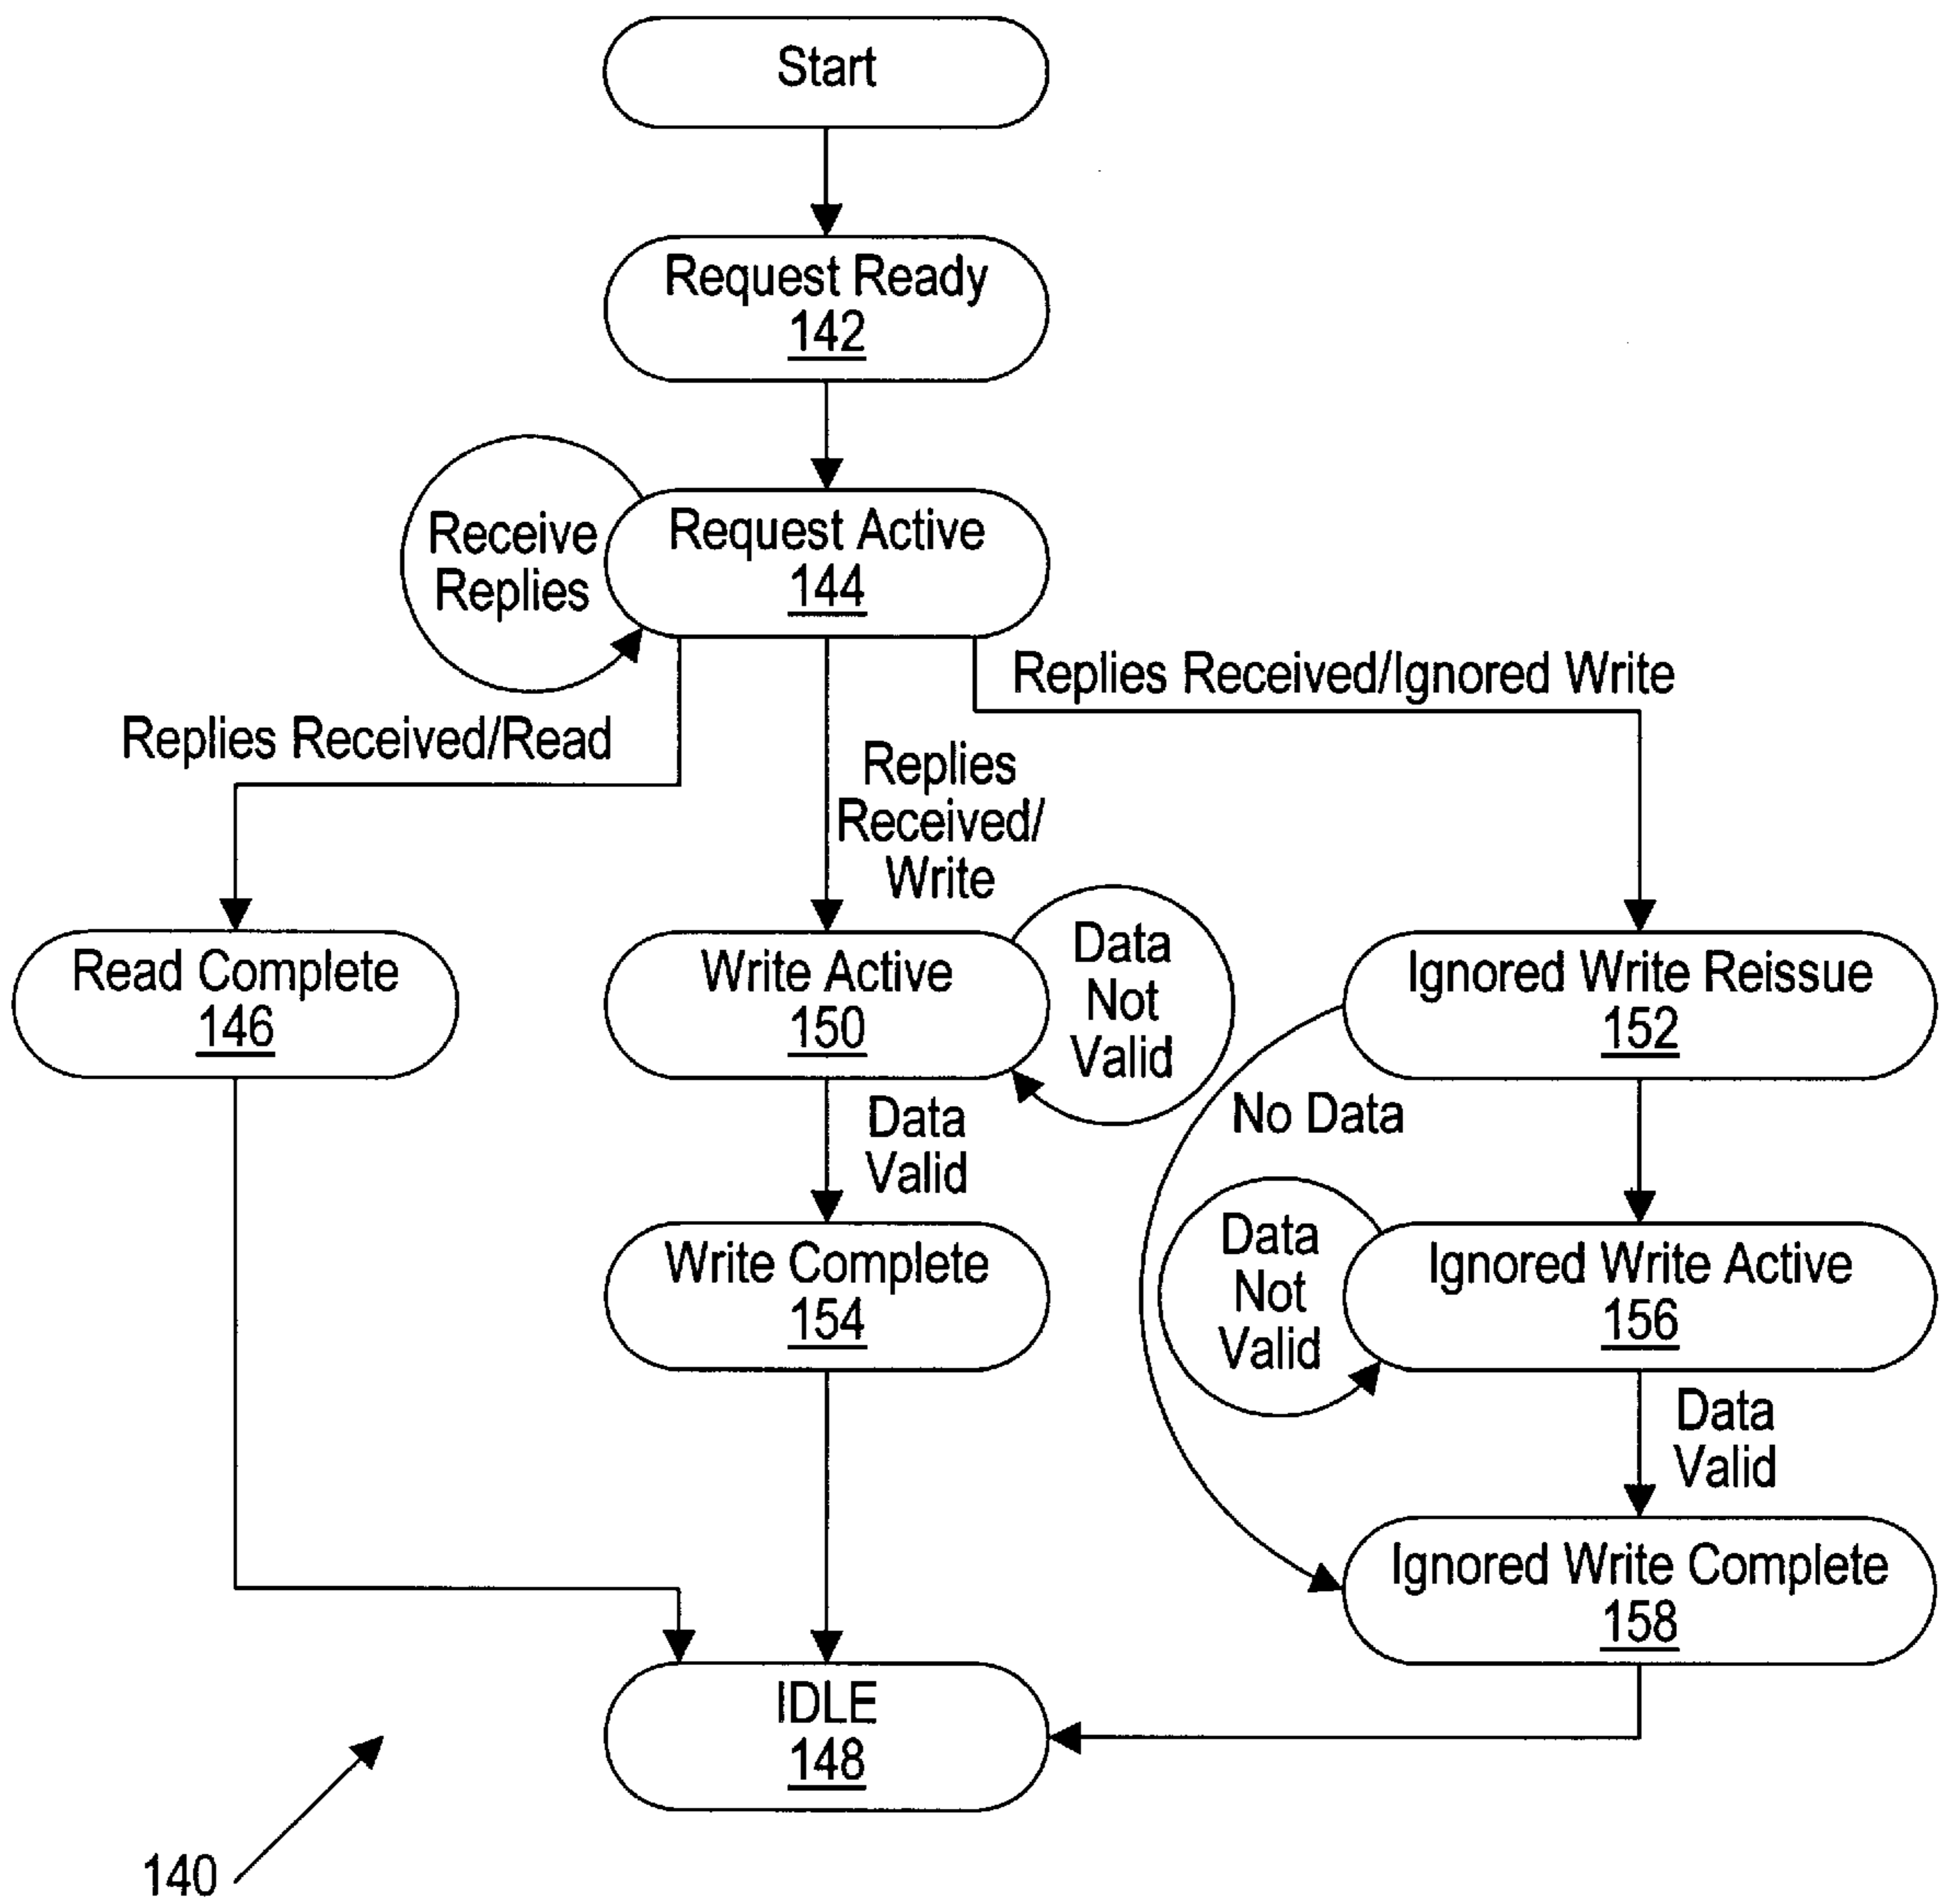 Start
Request Ready
142
Receive
Replies
Request Active
144
Replies Received/Ignored Write
Replies Received/Read
Replies
Received/
Write
Read Complete
146
Write Active
150
Data
Not
Valid
Ignored Write Reissue
152
Data
Valid
No Data
Write Complete
154
Data
Not
Valid
Ignored Write Active
156
Data
Valid
Ignored Write Complete
158
IDLE
148
140